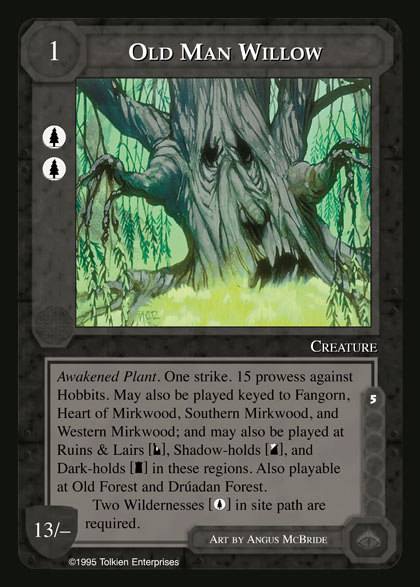 1
OLD MAN WILLOW
MCB
CREATURE
Awakened Plant. One strike. 15 prowess against
Hobbits. May also be played keyed to Fangorn,
Heart of Mirkwood, Southern Mirkwood, and
Western Mirkwood; and may also be played at
Ruins & Lairs [], Shadow-holds [], and
Dark-holds [] in these regions. Also playable
at Old Forest and Drúadan Forest.
Two Wildernesses [] in site path are
required.
5
13/–
ART BY ANGUS MCBRIDE
©1995 Tolkien Enterprises